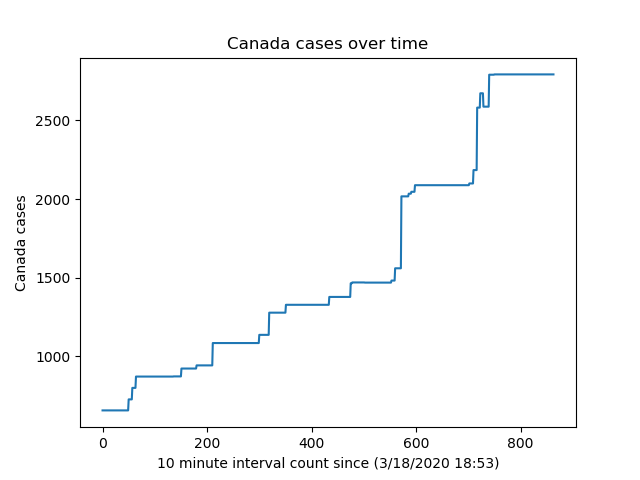 Canada cases over time
2500
2000
1500
1000
Canada cases
0 200 400 600 800
10 minute interval count since (3/18/2020 18:53)